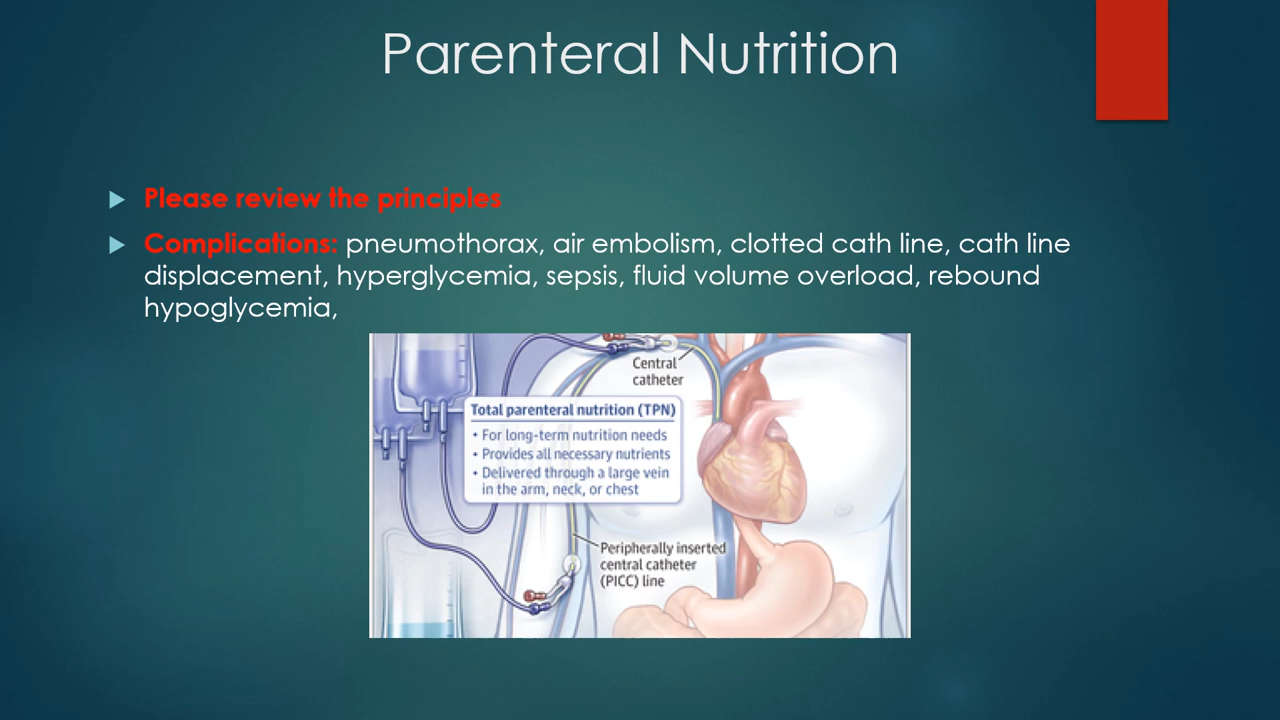 Parenteral Nutrition
Please review the principles
Complications: pneumothorax, air embolism, clotted cath line, cath line
displacement, hyperglycemia, sepsis, fluid volume overload, rebound
hypoglycemia,
Central
catheter
Total parenteral nutrition (TPN)
• For long-term nutrition needs
• Provides all necessary nutrients
• Delivered through a large vein
in the arm, neck, or chest
Peripherally inserted
central catheter
(PICC) line